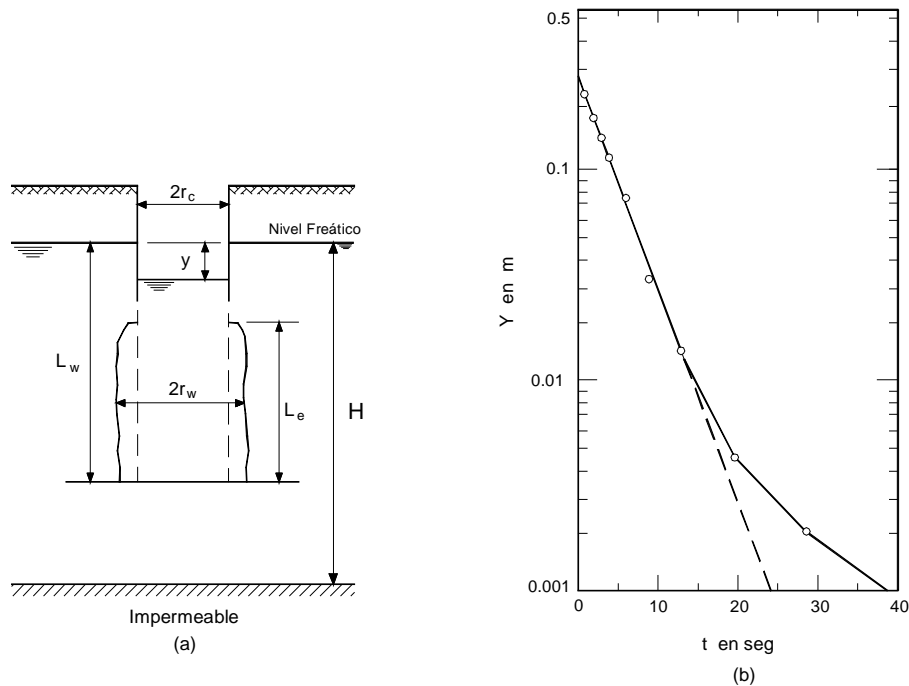 2r_c
Nivel Freático
y
L_w
2r_w
L_e
H
Impermeable
(a)
0.5
0.1
0.01
0.001
Y en m
0 10 20 30 40
t en seg
(b)